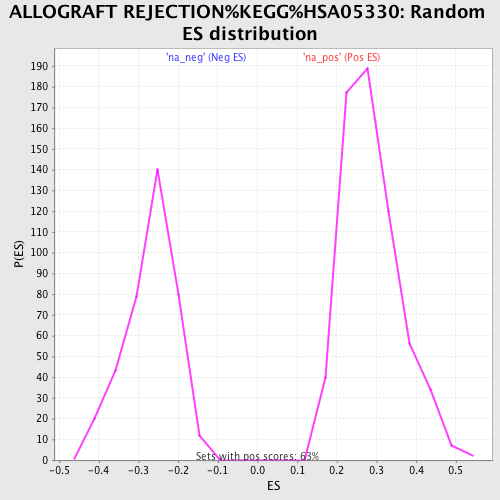 ALLOGRAFT REJECTION%KEGG%HSA05330: Random
ES distribution
'na_neg' (Neg ES) 'na_pos' (Pos ES)
190
180
170
160
150
140
130
120
110
100
90
80
70
60
50
40
30
20
10
0
P(ES)
Sets with pos scores: 63%
-0.5 -0.4 -0.3 -0.2 -0.1 0.0 0.1 0.2 0.3 0.4 0.5
ES